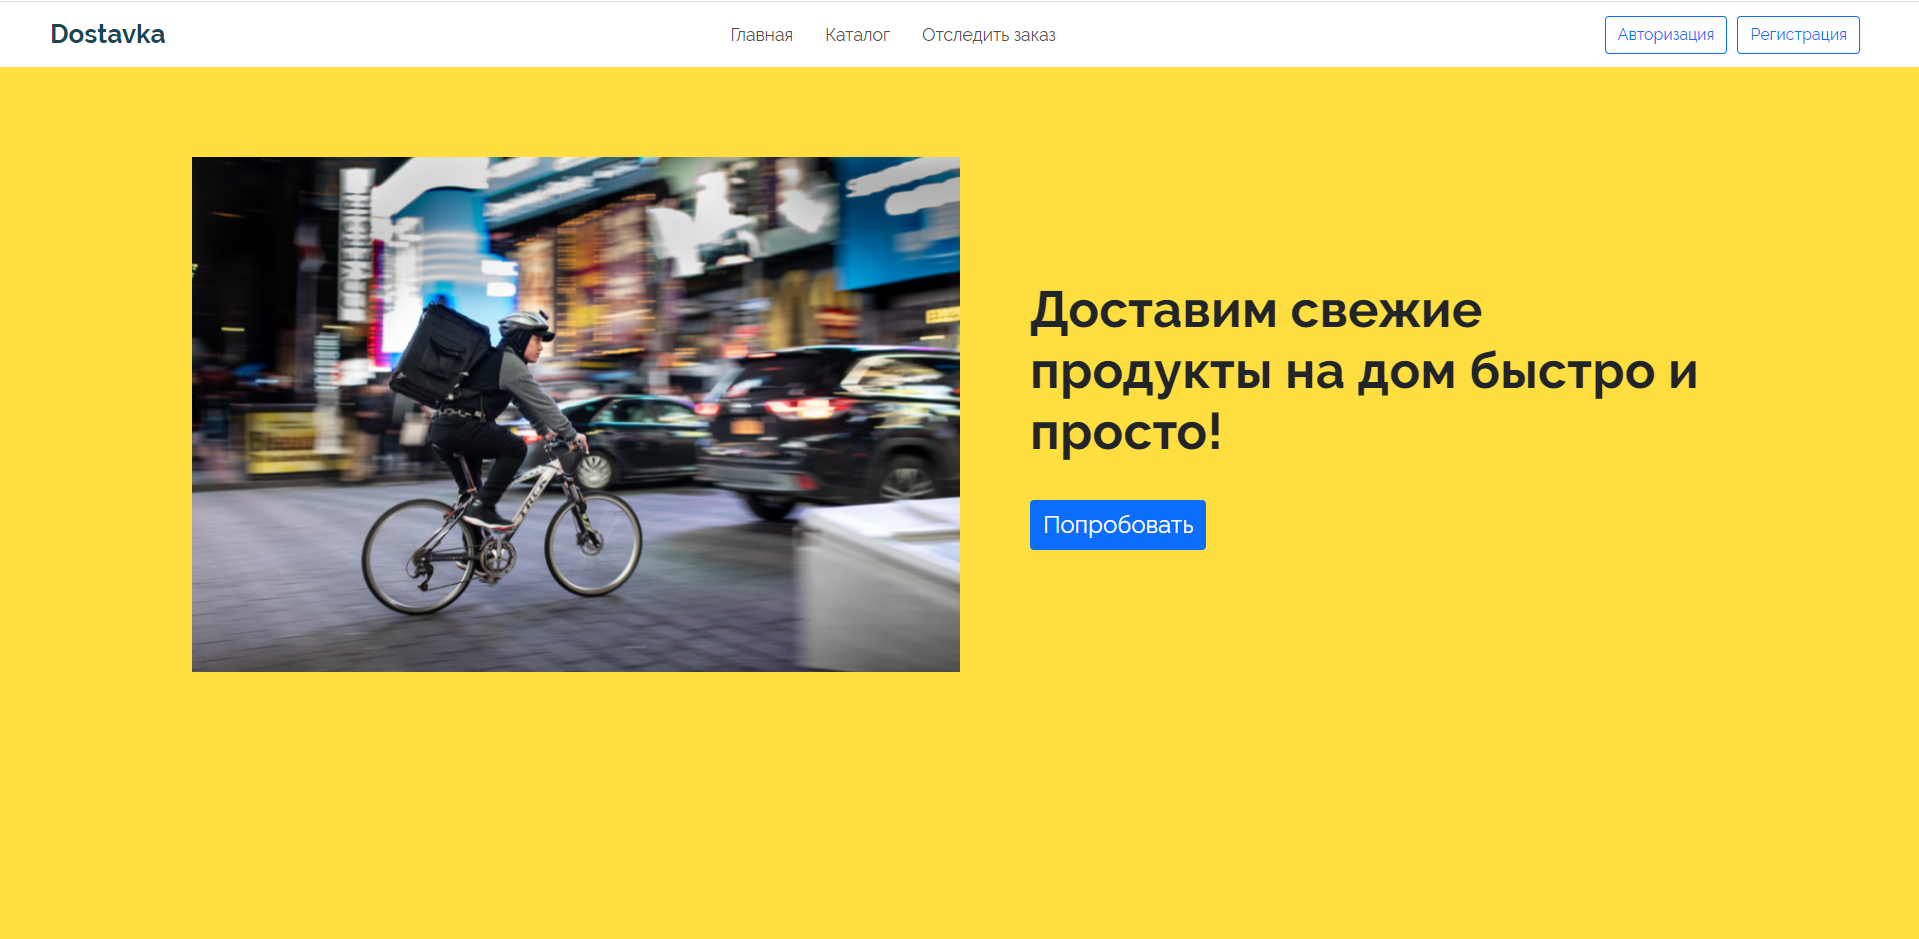 Dostavka
Главная Каталог Отследить заказ
Авторизация Регистрация
Доставим свежие
продукты на дом быстро и
просто!
Попробовать